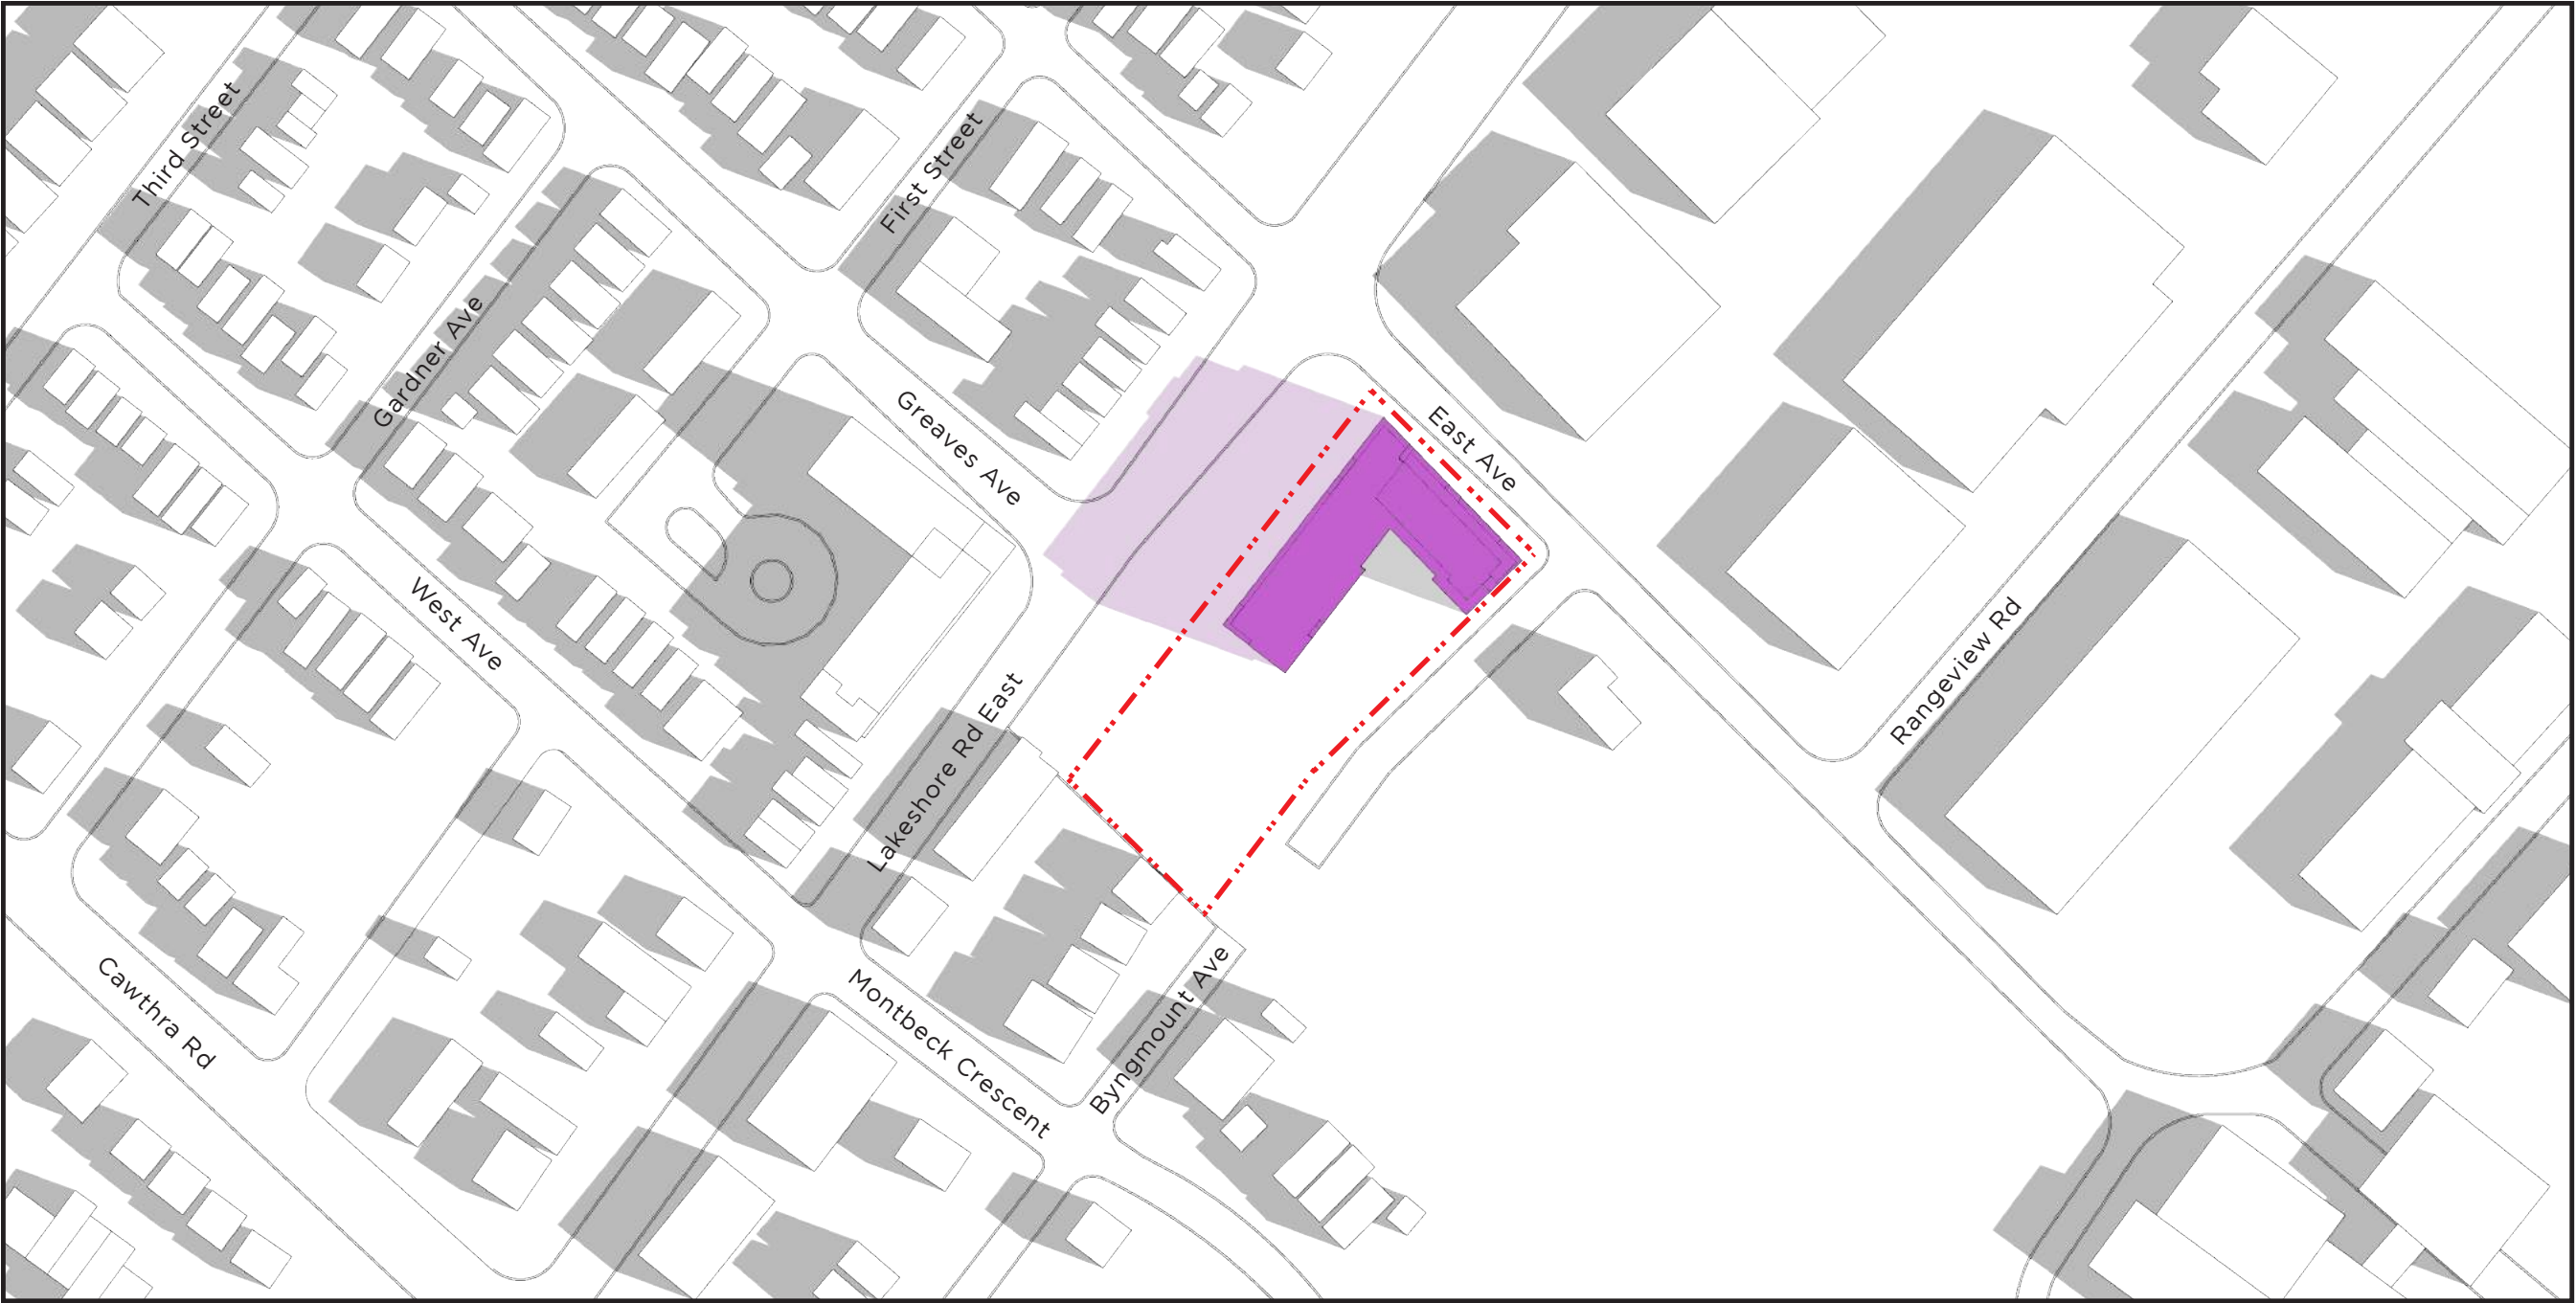 Third Street
First Street
Gardner Ave
Greaves Ave
East Ave
West Ave
Rangeview Rd
Lakeshore Rd East
Cawthra Rd
Montbeck Crescent
Byngmount Ave